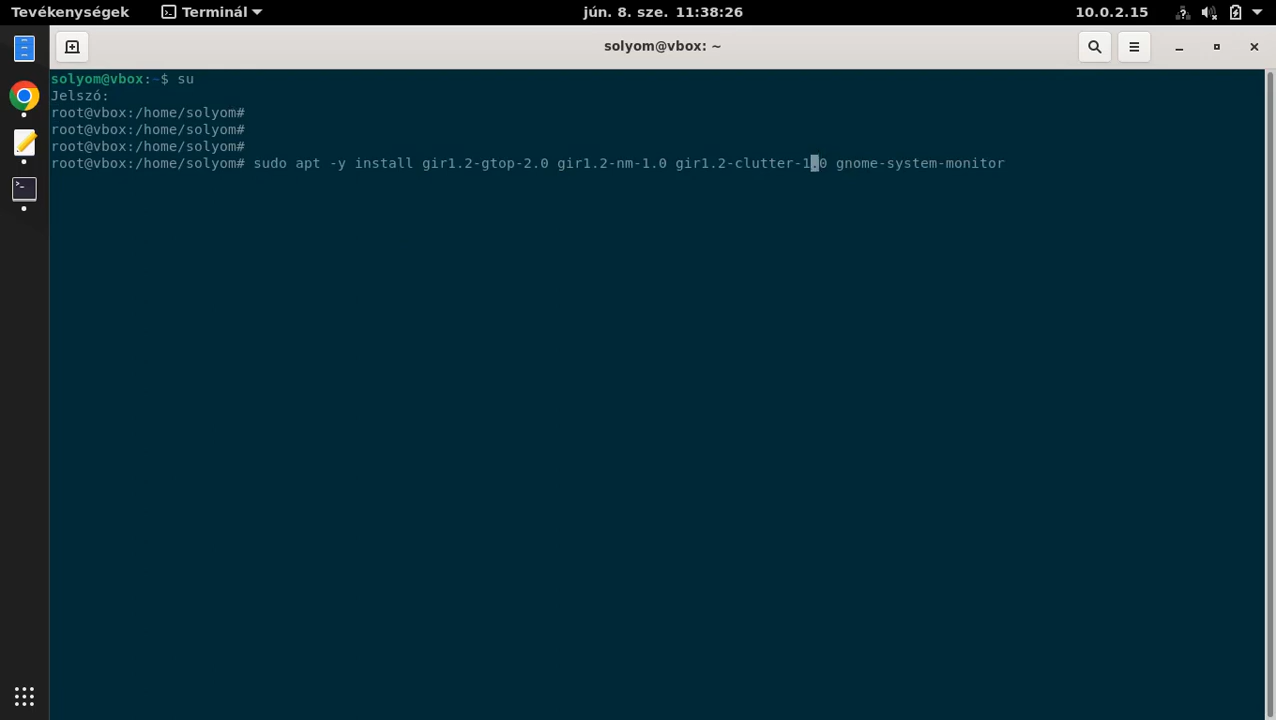 Tevékenységek Terminál jún. 8. sze. 11:38:26 10.0.2.15
solyom@vbox: ~
solyom@vbox:~$ su
Jelszó:
root@vbox:/home/solyom#
root@vbox:/home/solyom#
root@vbox:/home/solyom#
root@vbox:/home/solyom# sudo apt -y install gir1.2-gtop-2.0 gir1.2-nm-1.0 gir1.2-clutter-1.0 gnome-system-monitor